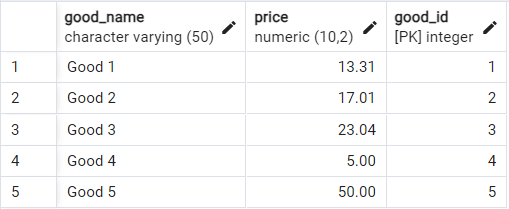 good_name price good_id
character varying (50) numeric (10,2) [PK] integer
1 Good 1 13.31 1
2 Good 2 17.01 2
3 Good 3 23.04 3
4 Good 4 5.00 4
5 Good 5 50.00 5